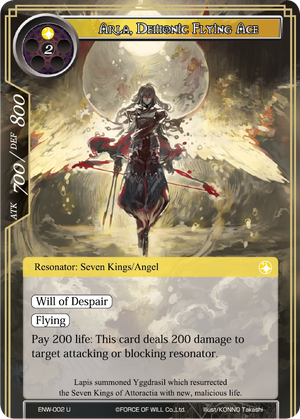 Arla, Demonic Flying Ace
2
ATK 700 / DEF 800
Resonator: Seven Kings/Angel
Will of Despair
Flying
Pay 200 life: This card deals 200 damage to
target attacking or blocking resonator.
Lapis summoned Yggdrasil which resurrected
the Seven Kings of Attoractia with new, malicious life.
ENW-002 U
©FORCE OF WILL Co.,Ltd.
Illust/KONNO Takashi